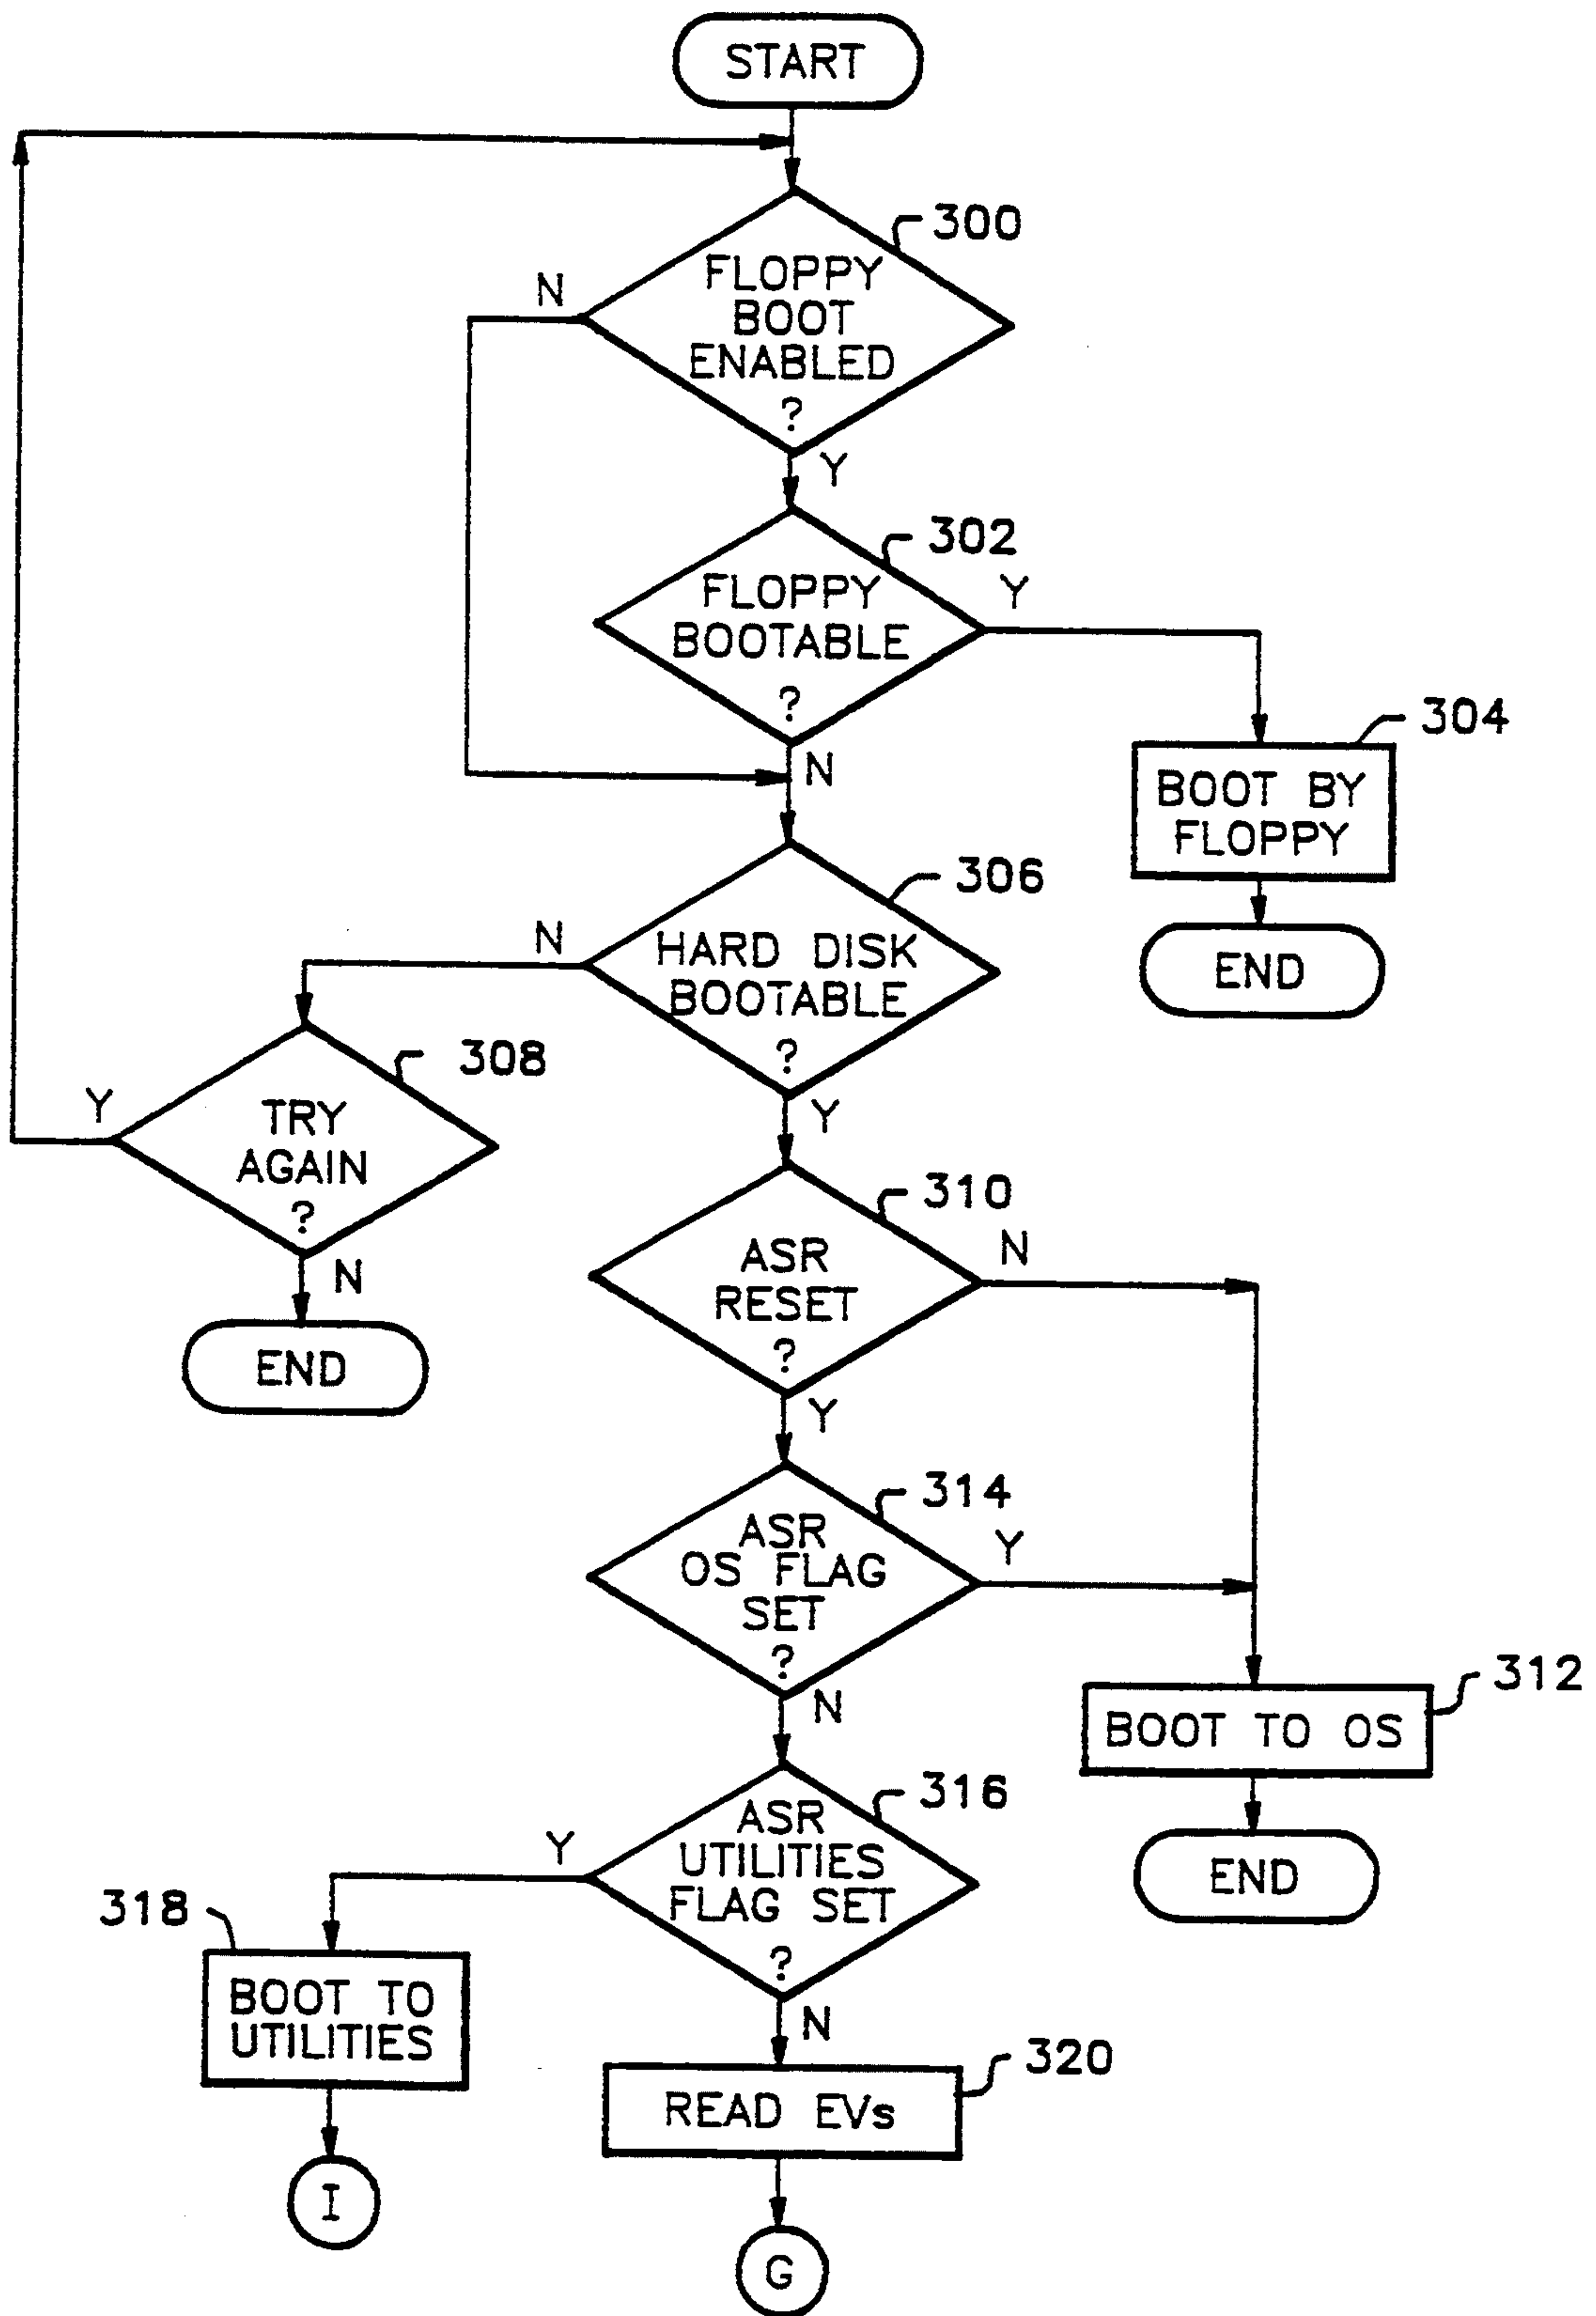 START
300
FLOPPY
BOOT
ENABLED
?
N
Y
302
FLOPPY
BOOTABLE
?
Y
N
304
BOOT BY
FLOPPY
END
306
HARD DISK
BOOTABLE
?
N
Y
308
TRY
AGAIN
?
Y
N
END
310
ASR
RESET
?
N
Y
314
ASR
OS FLAG
SET
?
Y
N
312
BOOT TO OS
END
316
ASR
UTILITIES
FLAG SET
?
Y
N
318
BOOT TO
UTILITIES
I
320
READ EVs
G